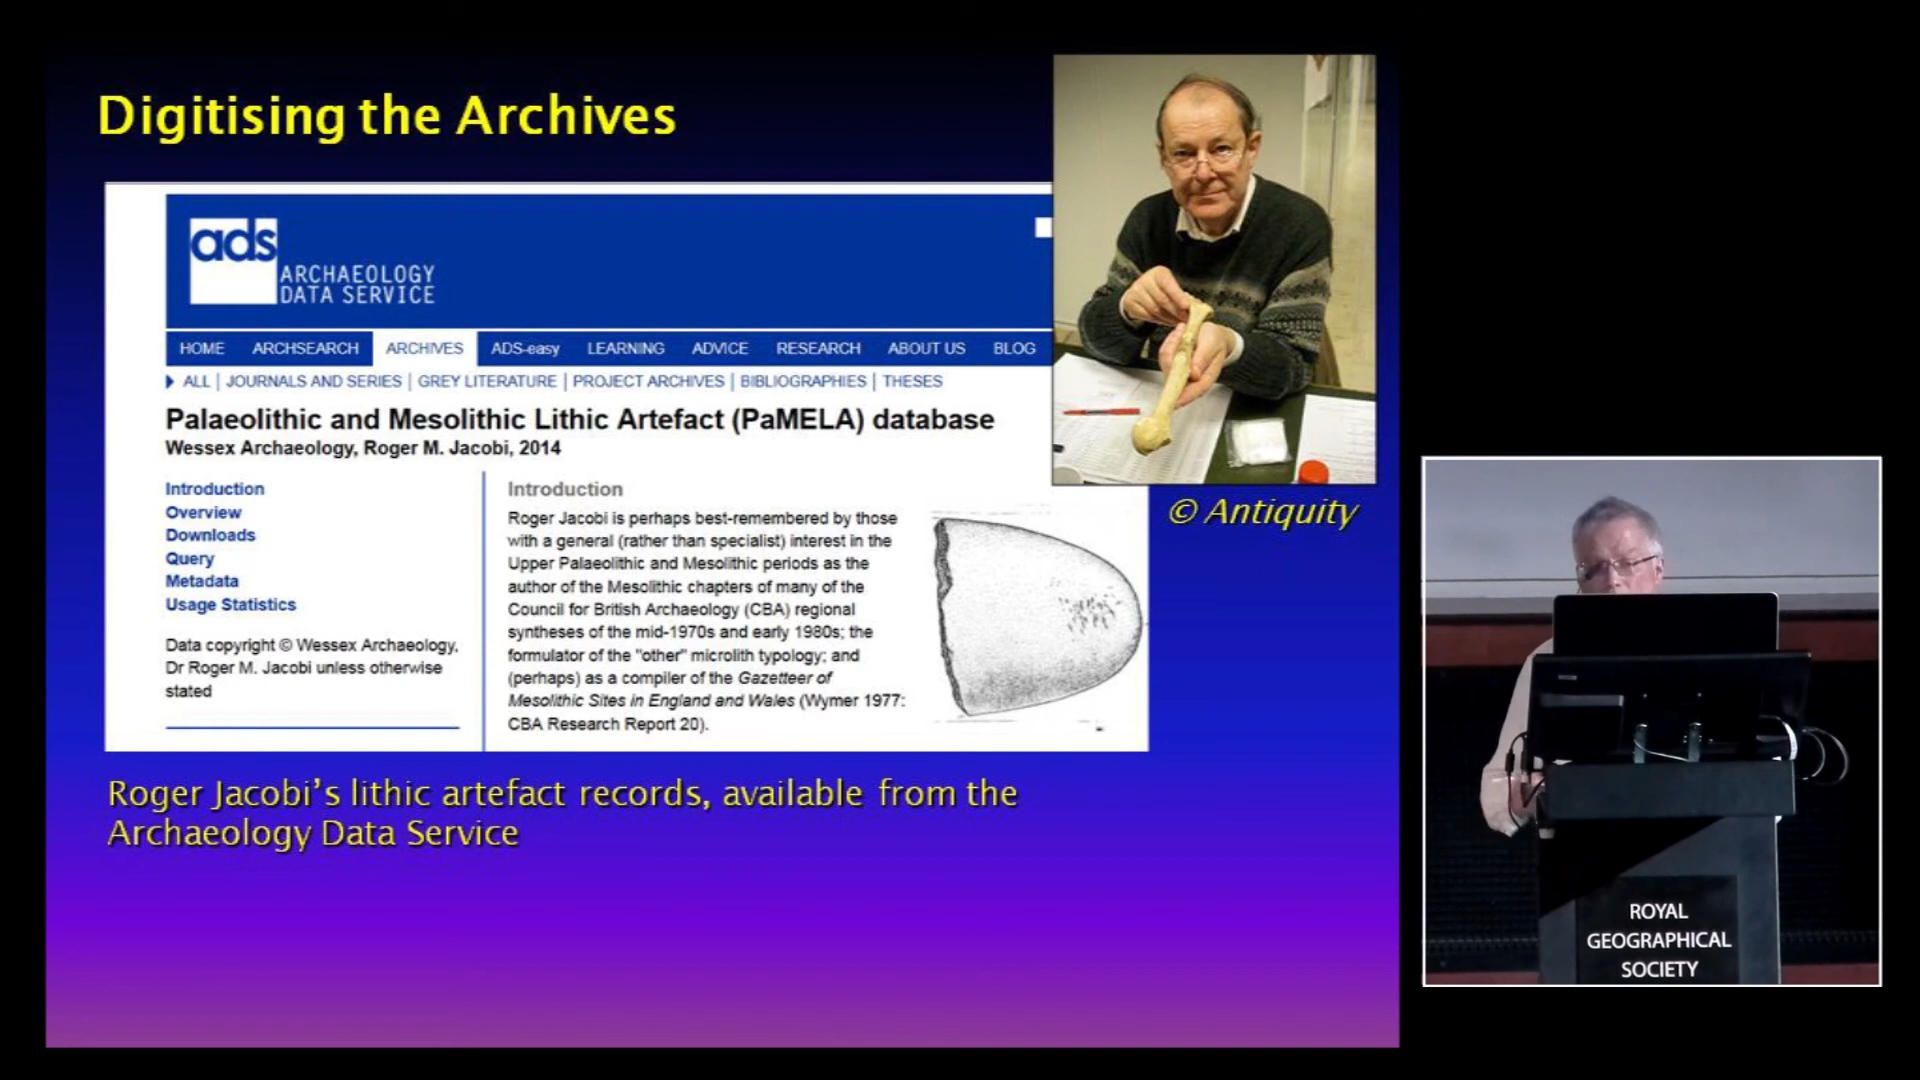 Digitising the Archives
ads
ARCHAEOLOGY
DATA SERVICE
HOME ARCHSEARCH ARCHIVES ADS-easy LEARNING ADVICE RESEARCH ABOUT US BLOG
ALL | JOURNALS AND SERIES | GREY LITERATURE | PROJECT ARCHIVES | BIBLIOGRAPHIES | THESES
Palaeolithic and Mesolithic Lithic Artefact (PaMELA) database
Wessex Archaeology, Roger M. Jacobi, 2014
Introduction
Overview
Downloads
Query
Metadata
Usage Statistics
Data copyright © Wessex Archaeology,
Dr Roger M. Jacobi unless otherwise
stated
Introduction
Roger Jacobi is perhaps best-remembered by those
with a general (rather than specialist) interest in the
Upper Palaeolithic and Mesolithic periods as the
author of the Mesolithic chapters of many of the
Council for British Archaeology (CBA) regional
syntheses of the mid-1970s and early 1980s; the
formulator of the "other" microlith typology; and
(perhaps) as a compiler of the Gazetteer of
Mesolithic Sites in England and Wales (Wymer 1977:
CBA Research Report 20).
© Antiquity
Roger Jacobi’s lithic artefact records, available from the
Archaeology Data Service
ROYAL
GEOGRAPHICAL
SOCIETY